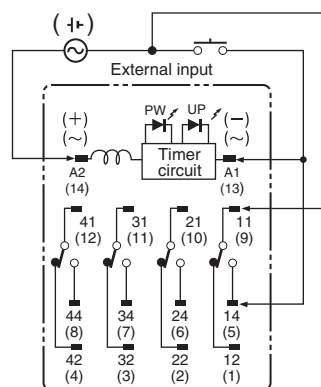 External input
PW UP
(+) (−)
(~) (~)
Timer
circuit
A2 A1
(14) (13)
41 31 21 11
(12) (11) (10) (9)
44 34 24 14
(8) (7) (6) (5)
42 32 22 12
(4) (3) (2) (1)